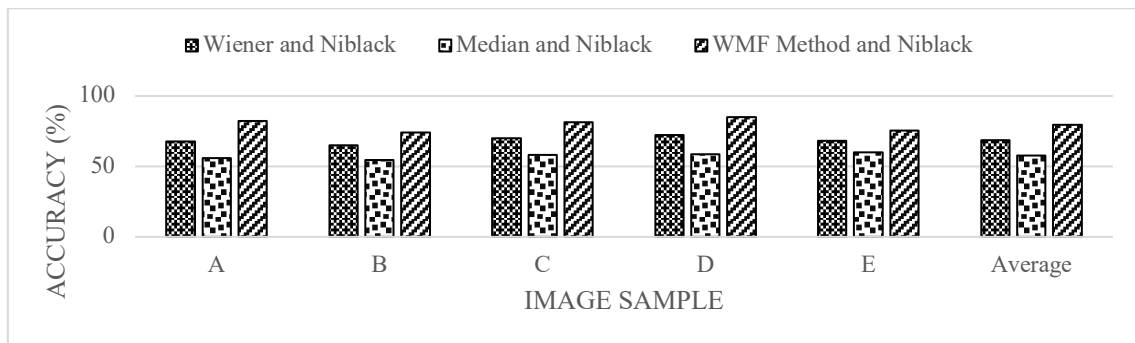 Wiener and Niblack Median and Niblack WMF Method and Niblack
100
50
0
ACCURACY (%)
A B C D E Average
IMAGE SAMPLE